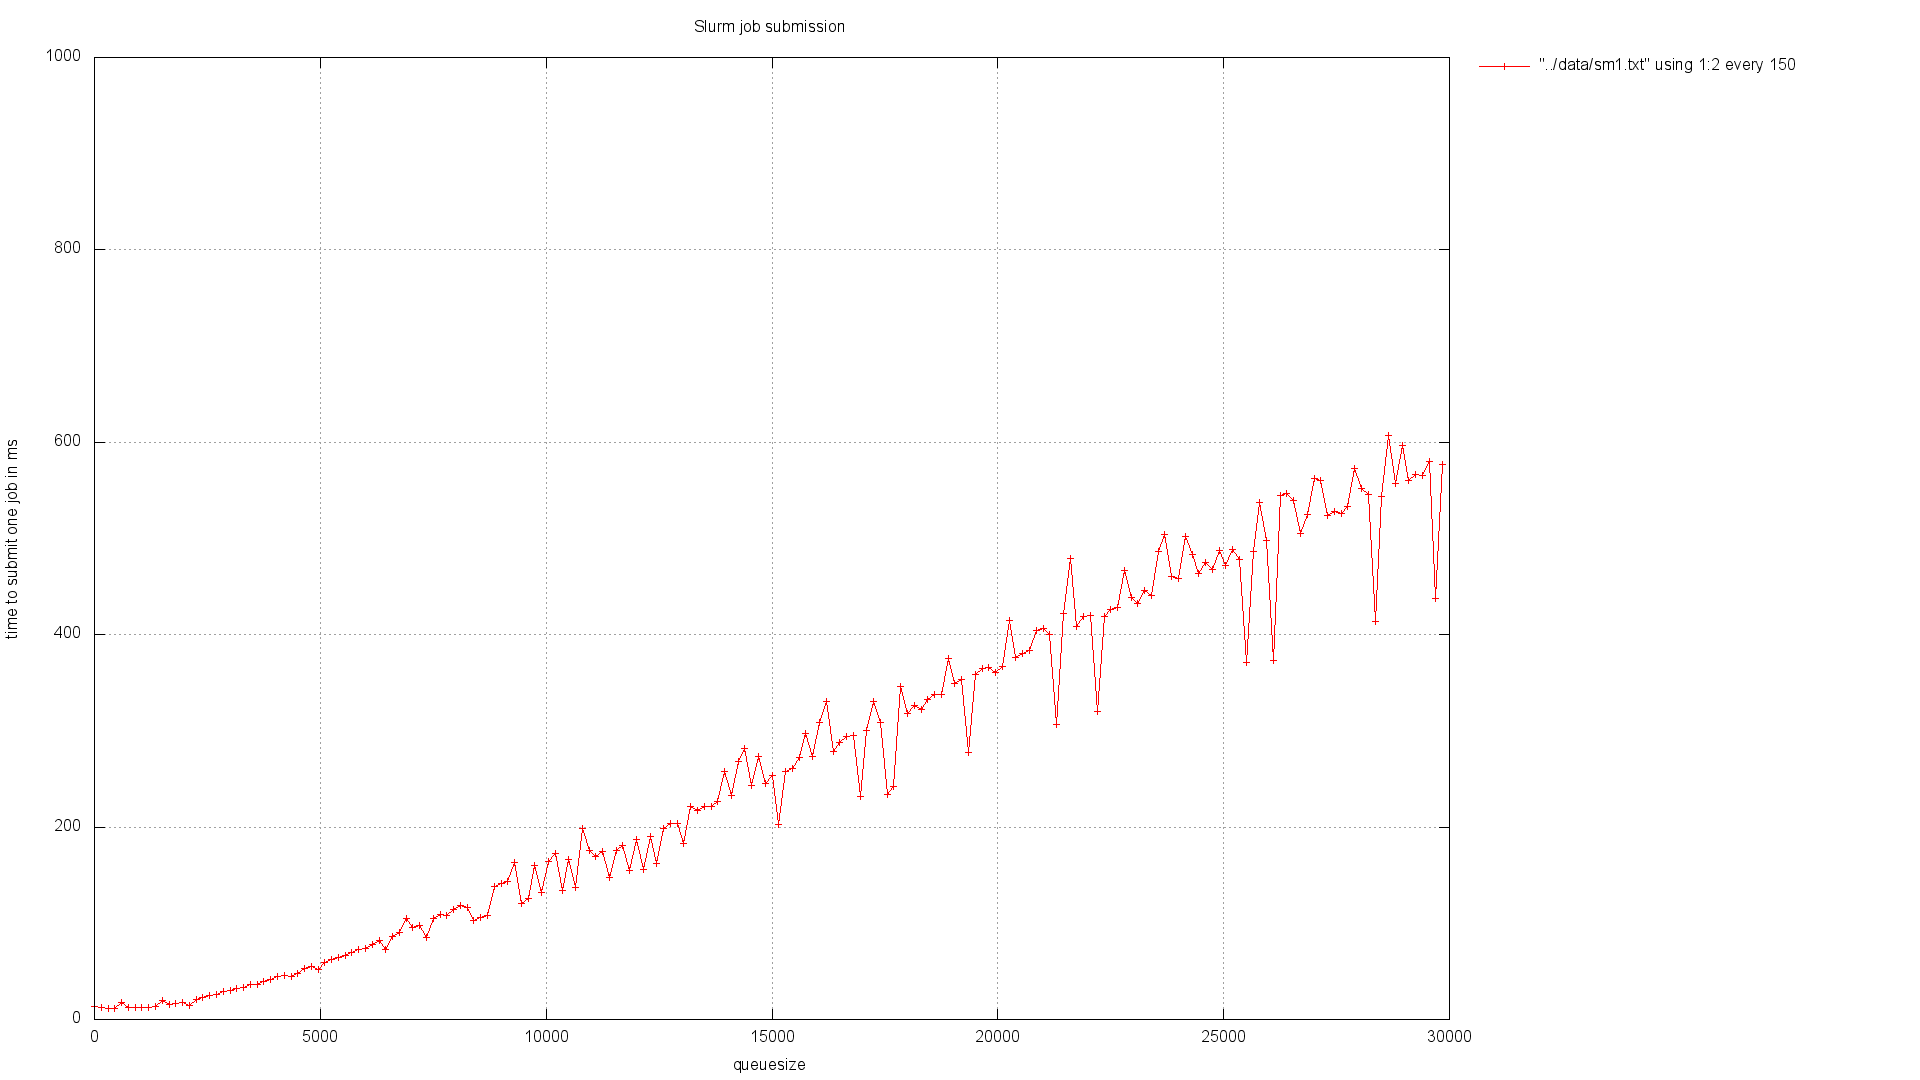 Slurm job submission
"../data/sm1.txt" using 1:2 every 150
1000
800
600
400
200
0
time to submit one job in ms
0 5000 10000 15000 20000 25000 30000
queuesize